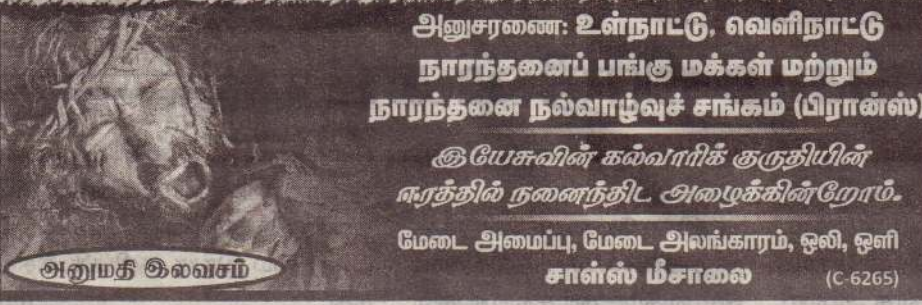 அனுசரணை: உள்நாட்டு, வெளிநாட்டு
நாரந்தனைப் பங்கு மக்கள் மற்றும்
நாரந்தனை நல்வாழ்வுச் சங்கம் (பிரான்ஸ்)
இயேசுவின் கல்வாரிக் குருதியின்
ஈரத்தில் நனைந்திட அழைக்கின்றோம்.
மேடை அமைப்பு, மேடை அலங்காரம், ஒலி, ஒளி
சாள்ஸ் மீசாலை (C-6265)
அனுமதி இலவசம்